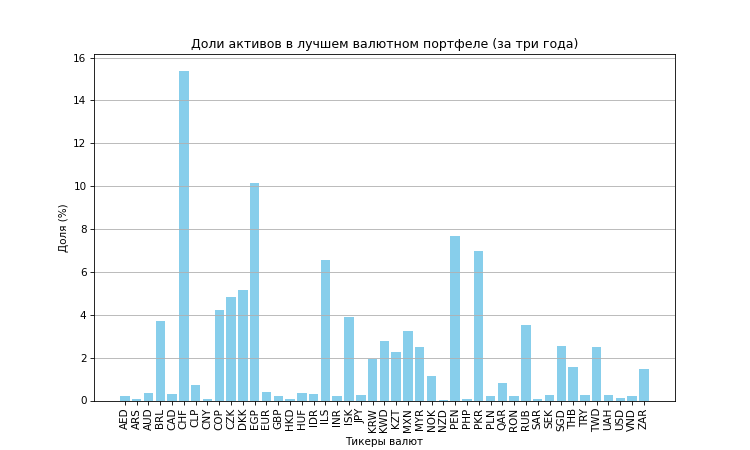 Доли активов в лучшем валютном портфеле (за три года)
Доля (%)
16
14
12
10
8
6
4
2
0
AED ARS AUD BRL CAD CHF CLP CNY COP CZK DKK EGP EUR GBP HKD HUF IDR ILS INR ISK JPY KRW KWD KZT MXN MYR NOK NZD PEN PHP PKR PLN QAR RON RUB SAR SEK SGD THB TRY TWD UAH USD VND ZAR
Тикеры валют